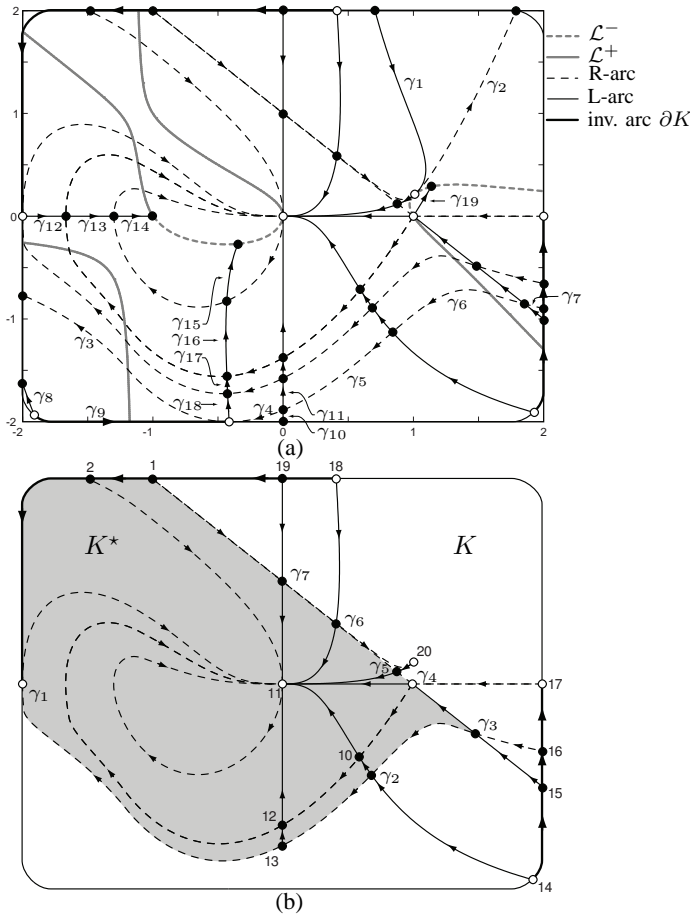 2
1
0
-1
-2
-2
-1
0
1
2
γ1
γ2
γ19
γ12 γ13 γ14
γ15
γ16
γ17
γ18
γ3
γ4
γ5
γ6
γ7
γ8
γ9
γ11
γ10
ℒ−
ℒ+
R-arc
L-arc
inv. arc ∂K
(a)
2 1 19 18
K⋆
K
γ7
γ6
20
γ5
γ4
γ1
11
17
γ3
16
10
γ2
15
12
13
14
(b)